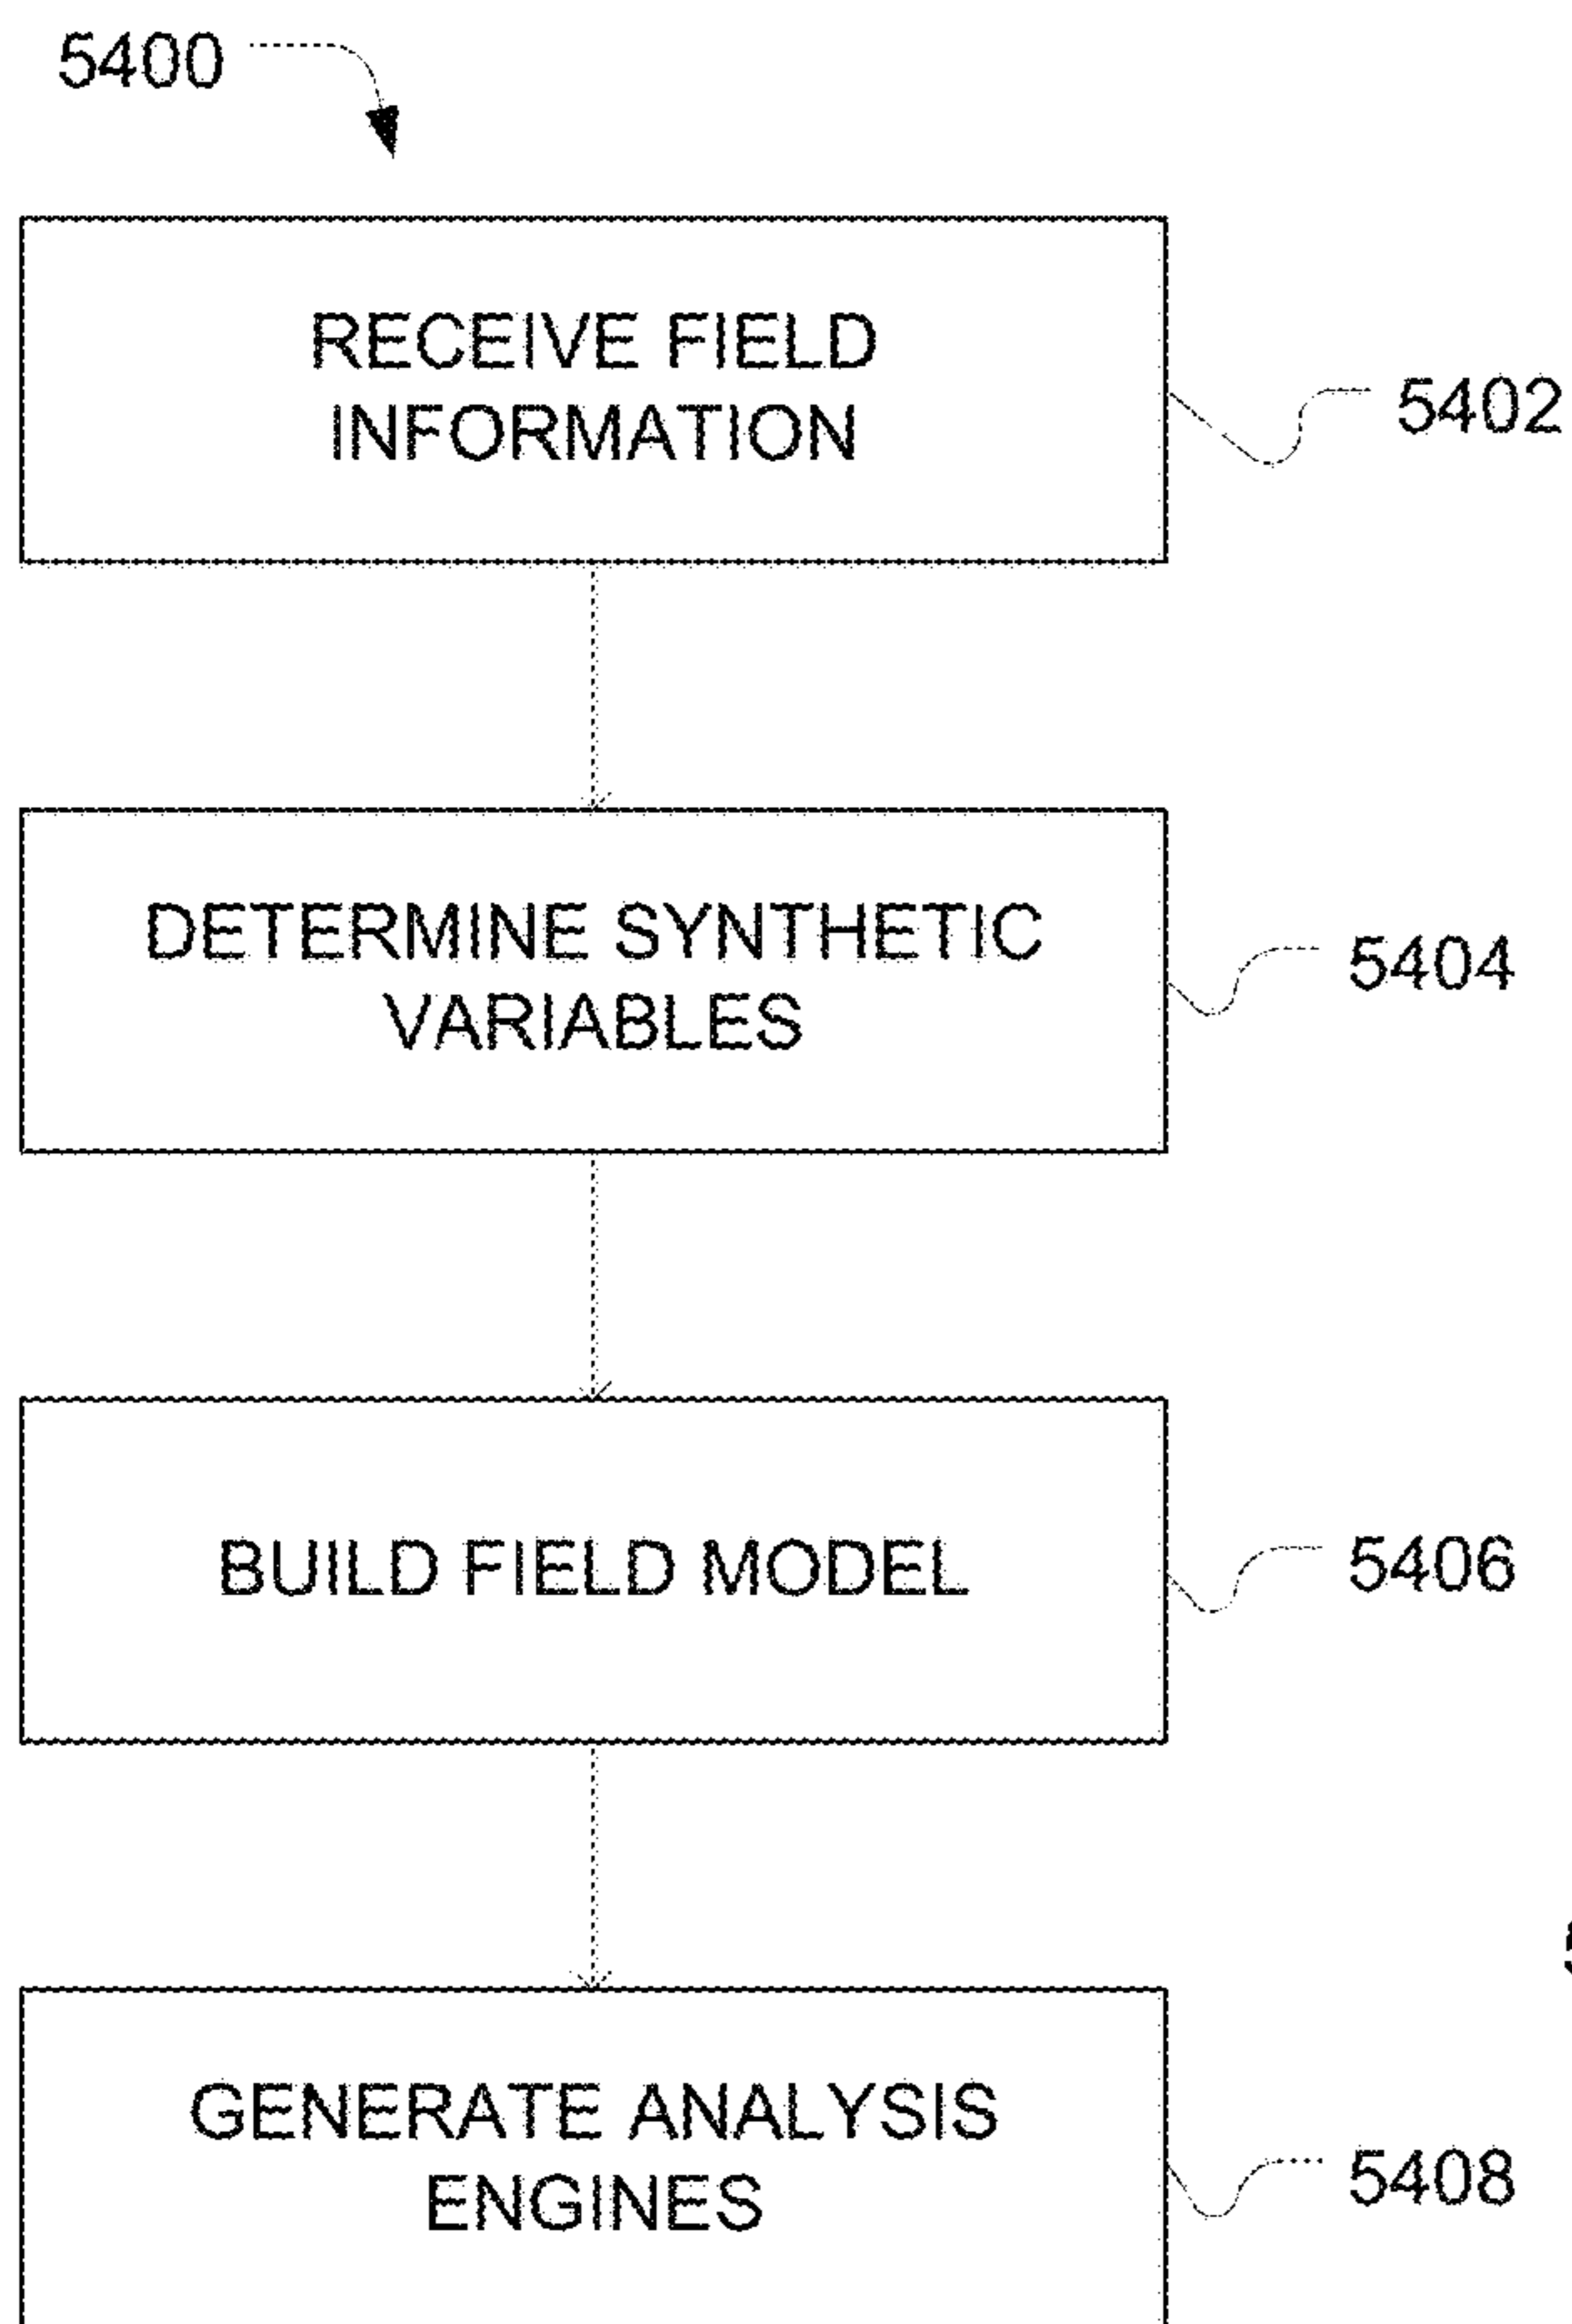 5400
RECEIVE FIELD
INFORMATION
5402
DETERMINE SYNTHETIC
VARIABLES
5404
BUILD FIELD MODEL
5406
GENERATE ANALYSIS
ENGINES
5408